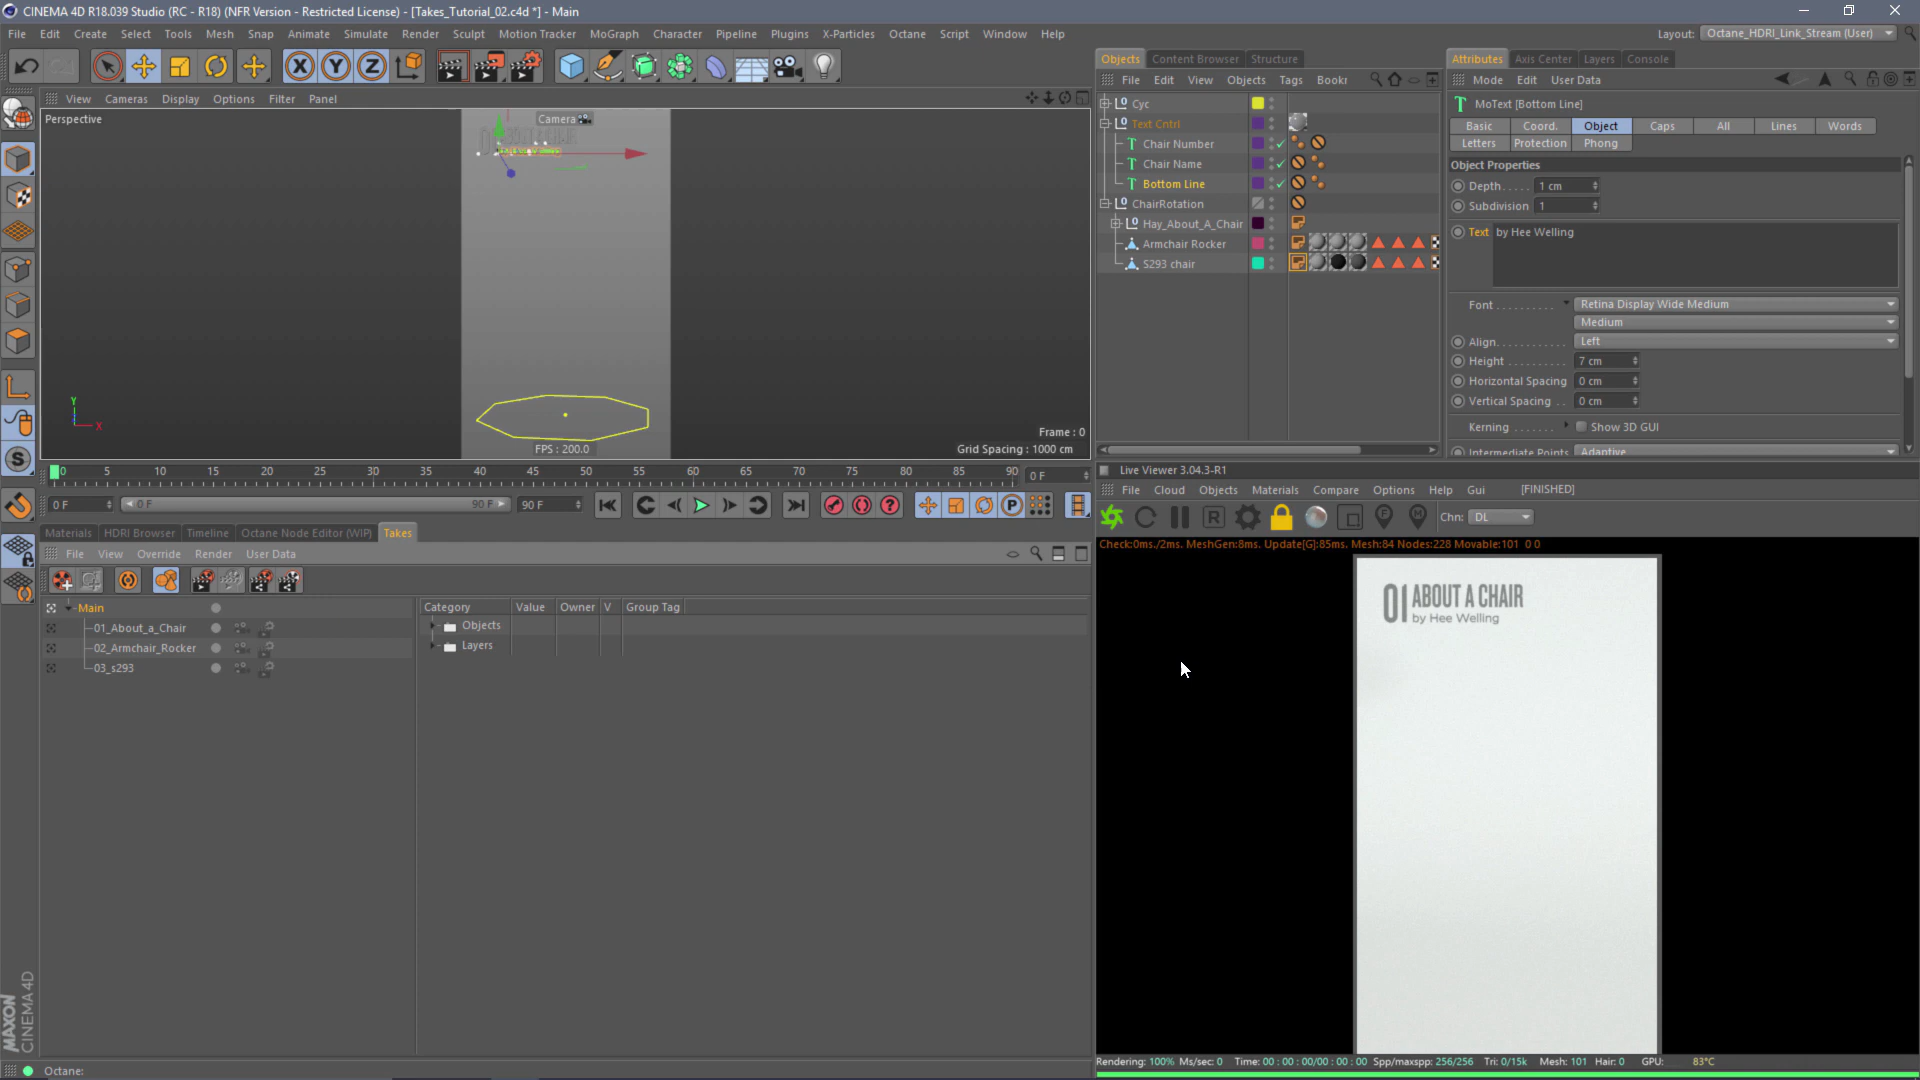 CINEMA 4D R18.039 Studio (RC - R18) (NFR Version - Restricted License) - [Takes_Tutorial_02.c4d *] - Main
File Edit Create Select Tools Mesh Snap Animate Simulate Render Sculpt Motion Tracker MoGraph Character Pipeline Plugins X-Particles Octane Script Window Help
Layout: Octane_HDRI_Link_Stream (User)
X Y Z
View Cameras Display Options Filter Panel
Perspective
Camera
Y
X
Frame : 0
FPS : 200.0
Grid Spacing : 1000 cm
0 5 10 15 20 25 30 35 40 45 50 55 60 65 70 75 80 85 90 0 F
0 F 0 F 90 F 90 F
Materials HDRI Browser Timeline Octane Node Editor (WIP) Takes
File View Override Render User Data
Main
01_About_a_Chair
02_Armchair_Rocker
03_s293
Category Value Owner V Group Tag
Objects
Layers
MAXON
CINEMA 4D
Octane:
Objects Content Browser Structure
File Edit View Objects Tags Bookr
Cyc
Text Cntrl
Chair Number
Chair Name
Bottom Line
ChairRotation
Hay_About_A_Chair
Armchair Rocker
S293 chair
Attributes Axis Center Layers Console
Mode Edit User Data
MoText [Bottom Line]
Basic Coord. Object Caps All Lines Words
Letters Protection Phong
Object Properties
Depth 1 cm
Subdivision 1
Text by Hee Welling
Font Retina Display Wide Medium
Medium
Align Left
Height 7 cm
Horizontal Spacing 0 cm
Vertical Spacing 0 cm
Kerning Show 3D GUI
Intermediate Points Adaptive
Live Viewer 3.04.3-R1
File Cloud Objects Materials Compare Options Help Gui [FINISHED]
Chn: DL
Check:0ms./2ms. MeshGen:8ms. Update[G]:85ms. Mesh:84 Nodes:228 Movable:101 0 0
01 ABOUT A CHAIR
by Hee Welling
Rendering: 100% Ms/sec: 0 Time: 00 : 00 : 00/00 : 00 : 00 Spp/maxspp: 256/256 Tri: 0/15k Mesh: 101 Hair: 0 GPU: 83°C